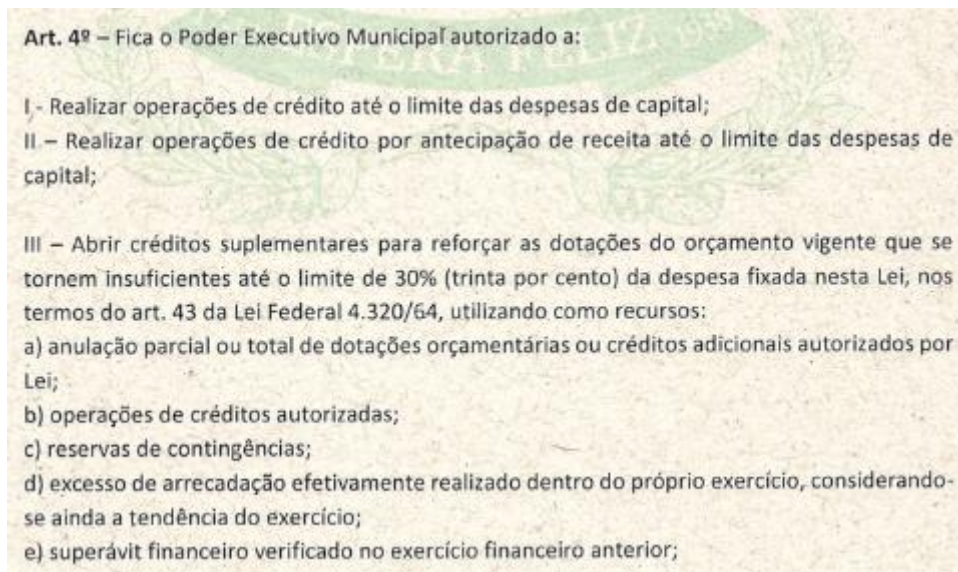 ESPERA FELIZ
Art. 4º – Fica o Poder Executivo Municipal autorizado a:
I - Realizar operações de crédito até o limite das despesas de capital;
II – Realizar operações de crédito por antecipação de receita até o limite das despesas de
capital;
III – Abrir créditos suplementares para reforçar as dotações do orçamento vigente que se
tornem insuficientes até o limite de 30% (trinta por cento) da despesa fixada nesta Lei, nos
termos do art. 43 da Lei Federal 4.320/64, utilizando como recursos:
a) anulação parcial ou total de dotações orçamentárias ou créditos adicionais autorizados por
Lei;
b) operações de créditos autorizadas;
c) reservas de contingências;
d) excesso de arrecadação efetivamente realizado dentro do próprio exercício, considerando-
se ainda a tendência do exercício;
e) superávit financeiro verificado no exercício financeiro anterior;